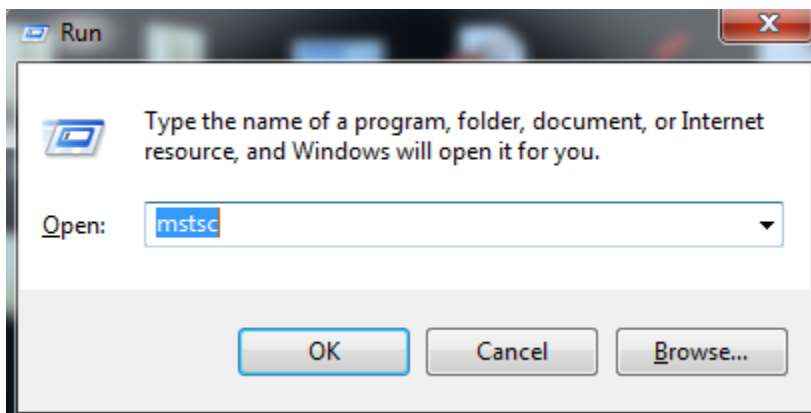 Run
Type the name of a program, folder, document, or Internet
resource, and Windows will open it for you.
Open: mstsc
OK Cancel Browse...